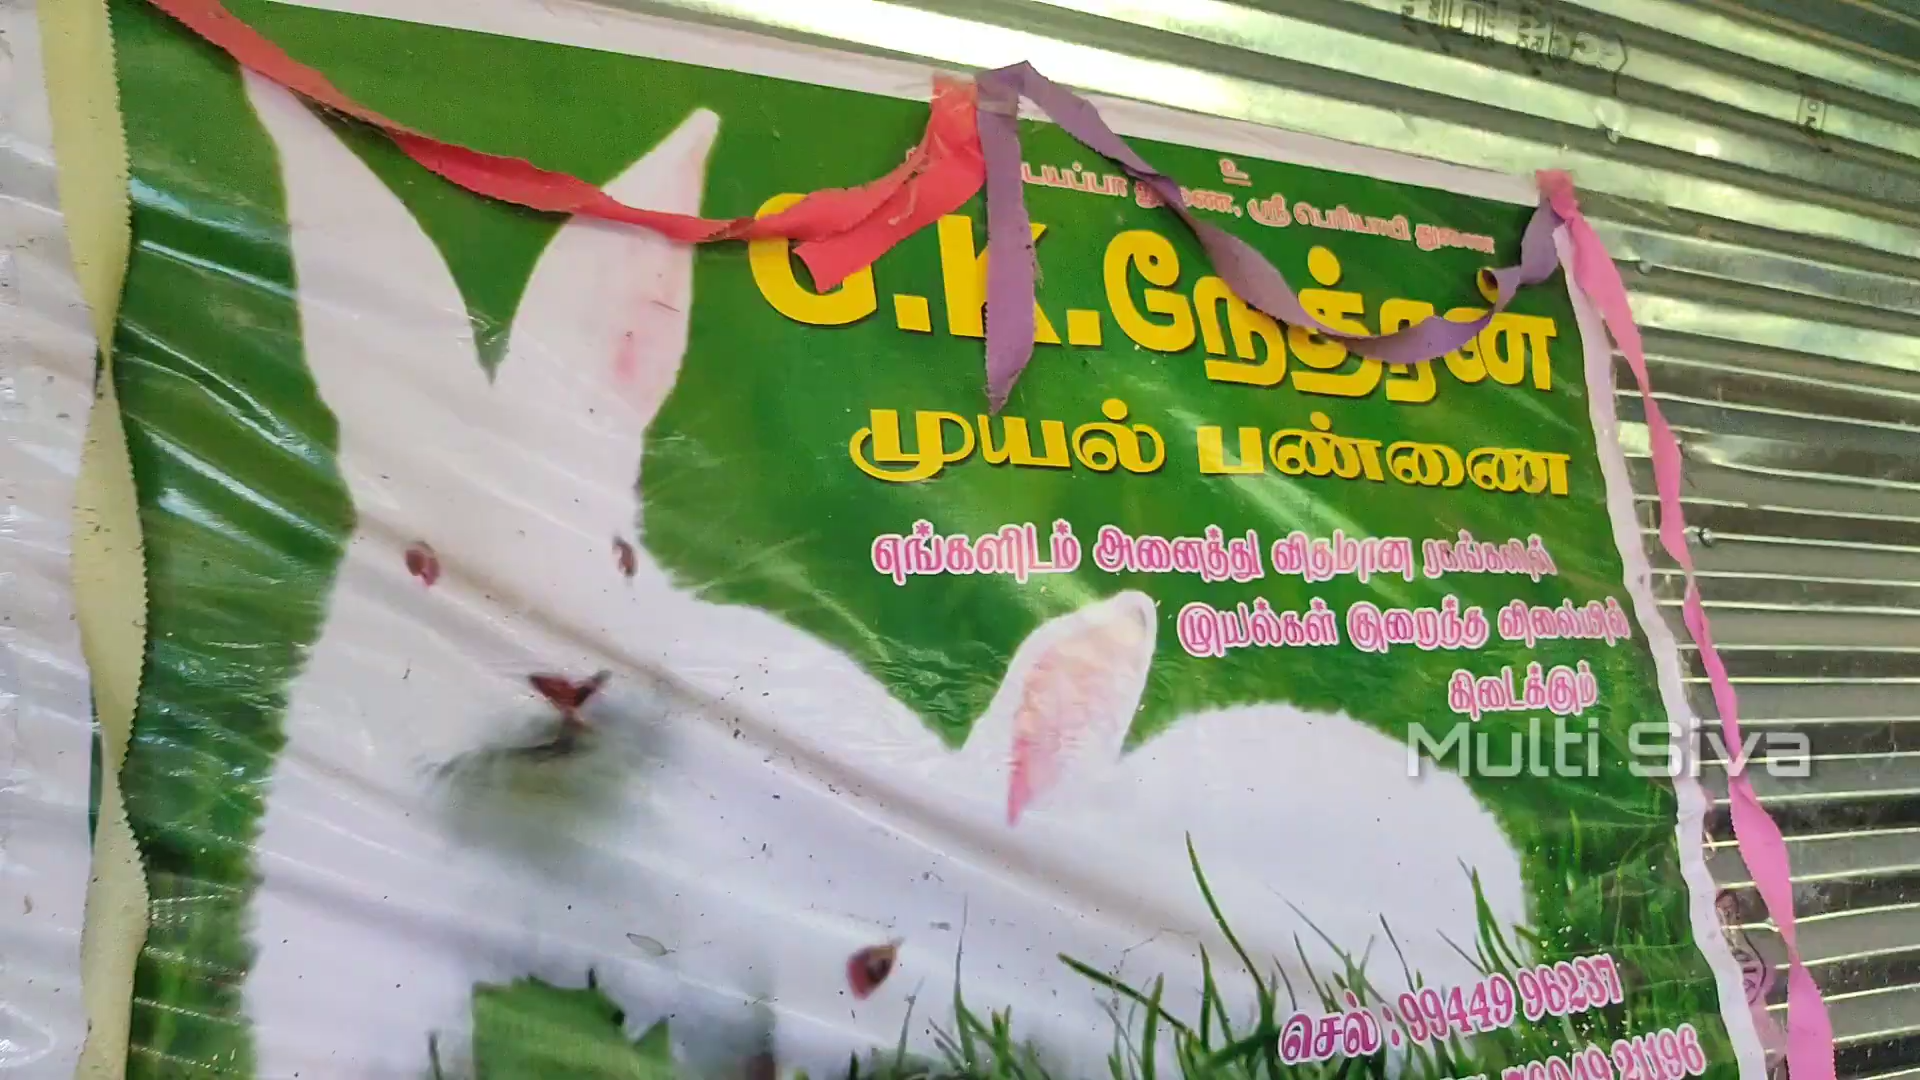 உ
துணை, ஸ்ரீ பெரியாயி துணை
.K.நேத்ரன்
முயல் பண்ணை
எங்களிடம் அனைத்து விதமான ரகங்களில்
முயல்கள் குறைந்த விலையில்
கிடைக்கும்
Multi Siva
செல் : 99449 96237